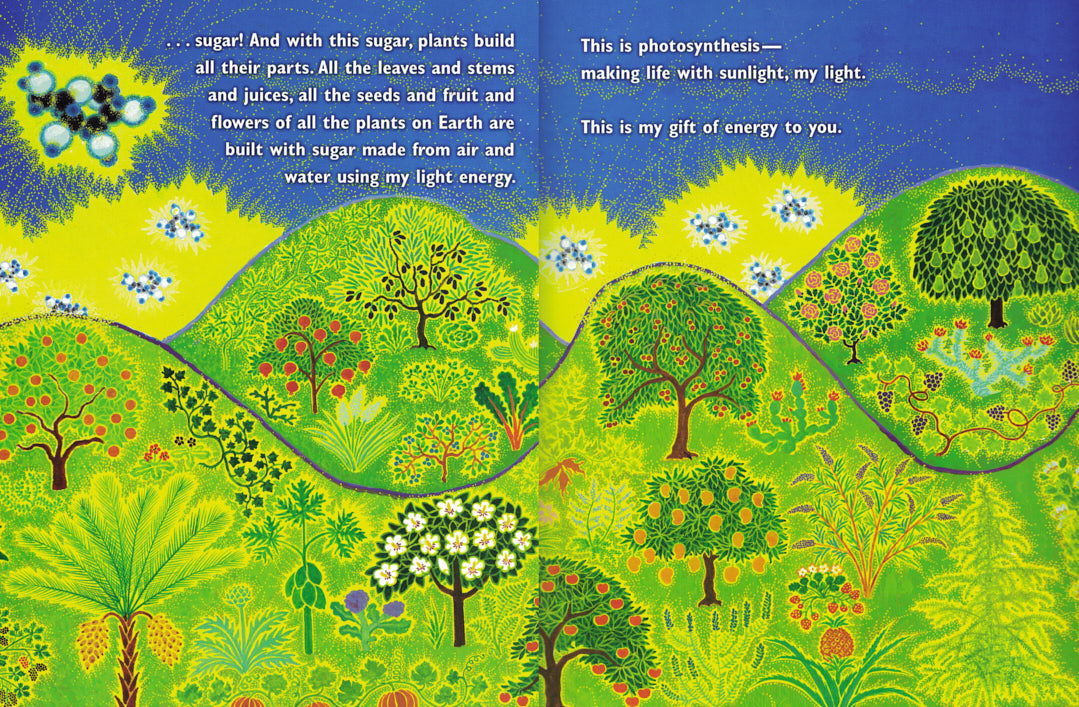 . . . sugar! And with this sugar, plants build
all their parts. All the leaves and stems
and juices, all the seeds and fruit and
flowers of all the plants on Earth are
built with sugar made from air and
water using my light energy.
This is photosynthesis—
making life with sunlight, my light.
This is my gift of energy to you.